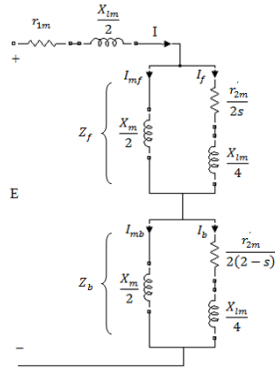 r₁ₘ
Xₗₘ/2
I
+
Iₘf
If
r′₂ₘ/2s
Zf
Xₘ/2
Xₗₘ/4
E
Iₘb
Ib
r′₂ₘ/2(2 − s)
Zb
Xₘ/2
Xₗₘ/4
−